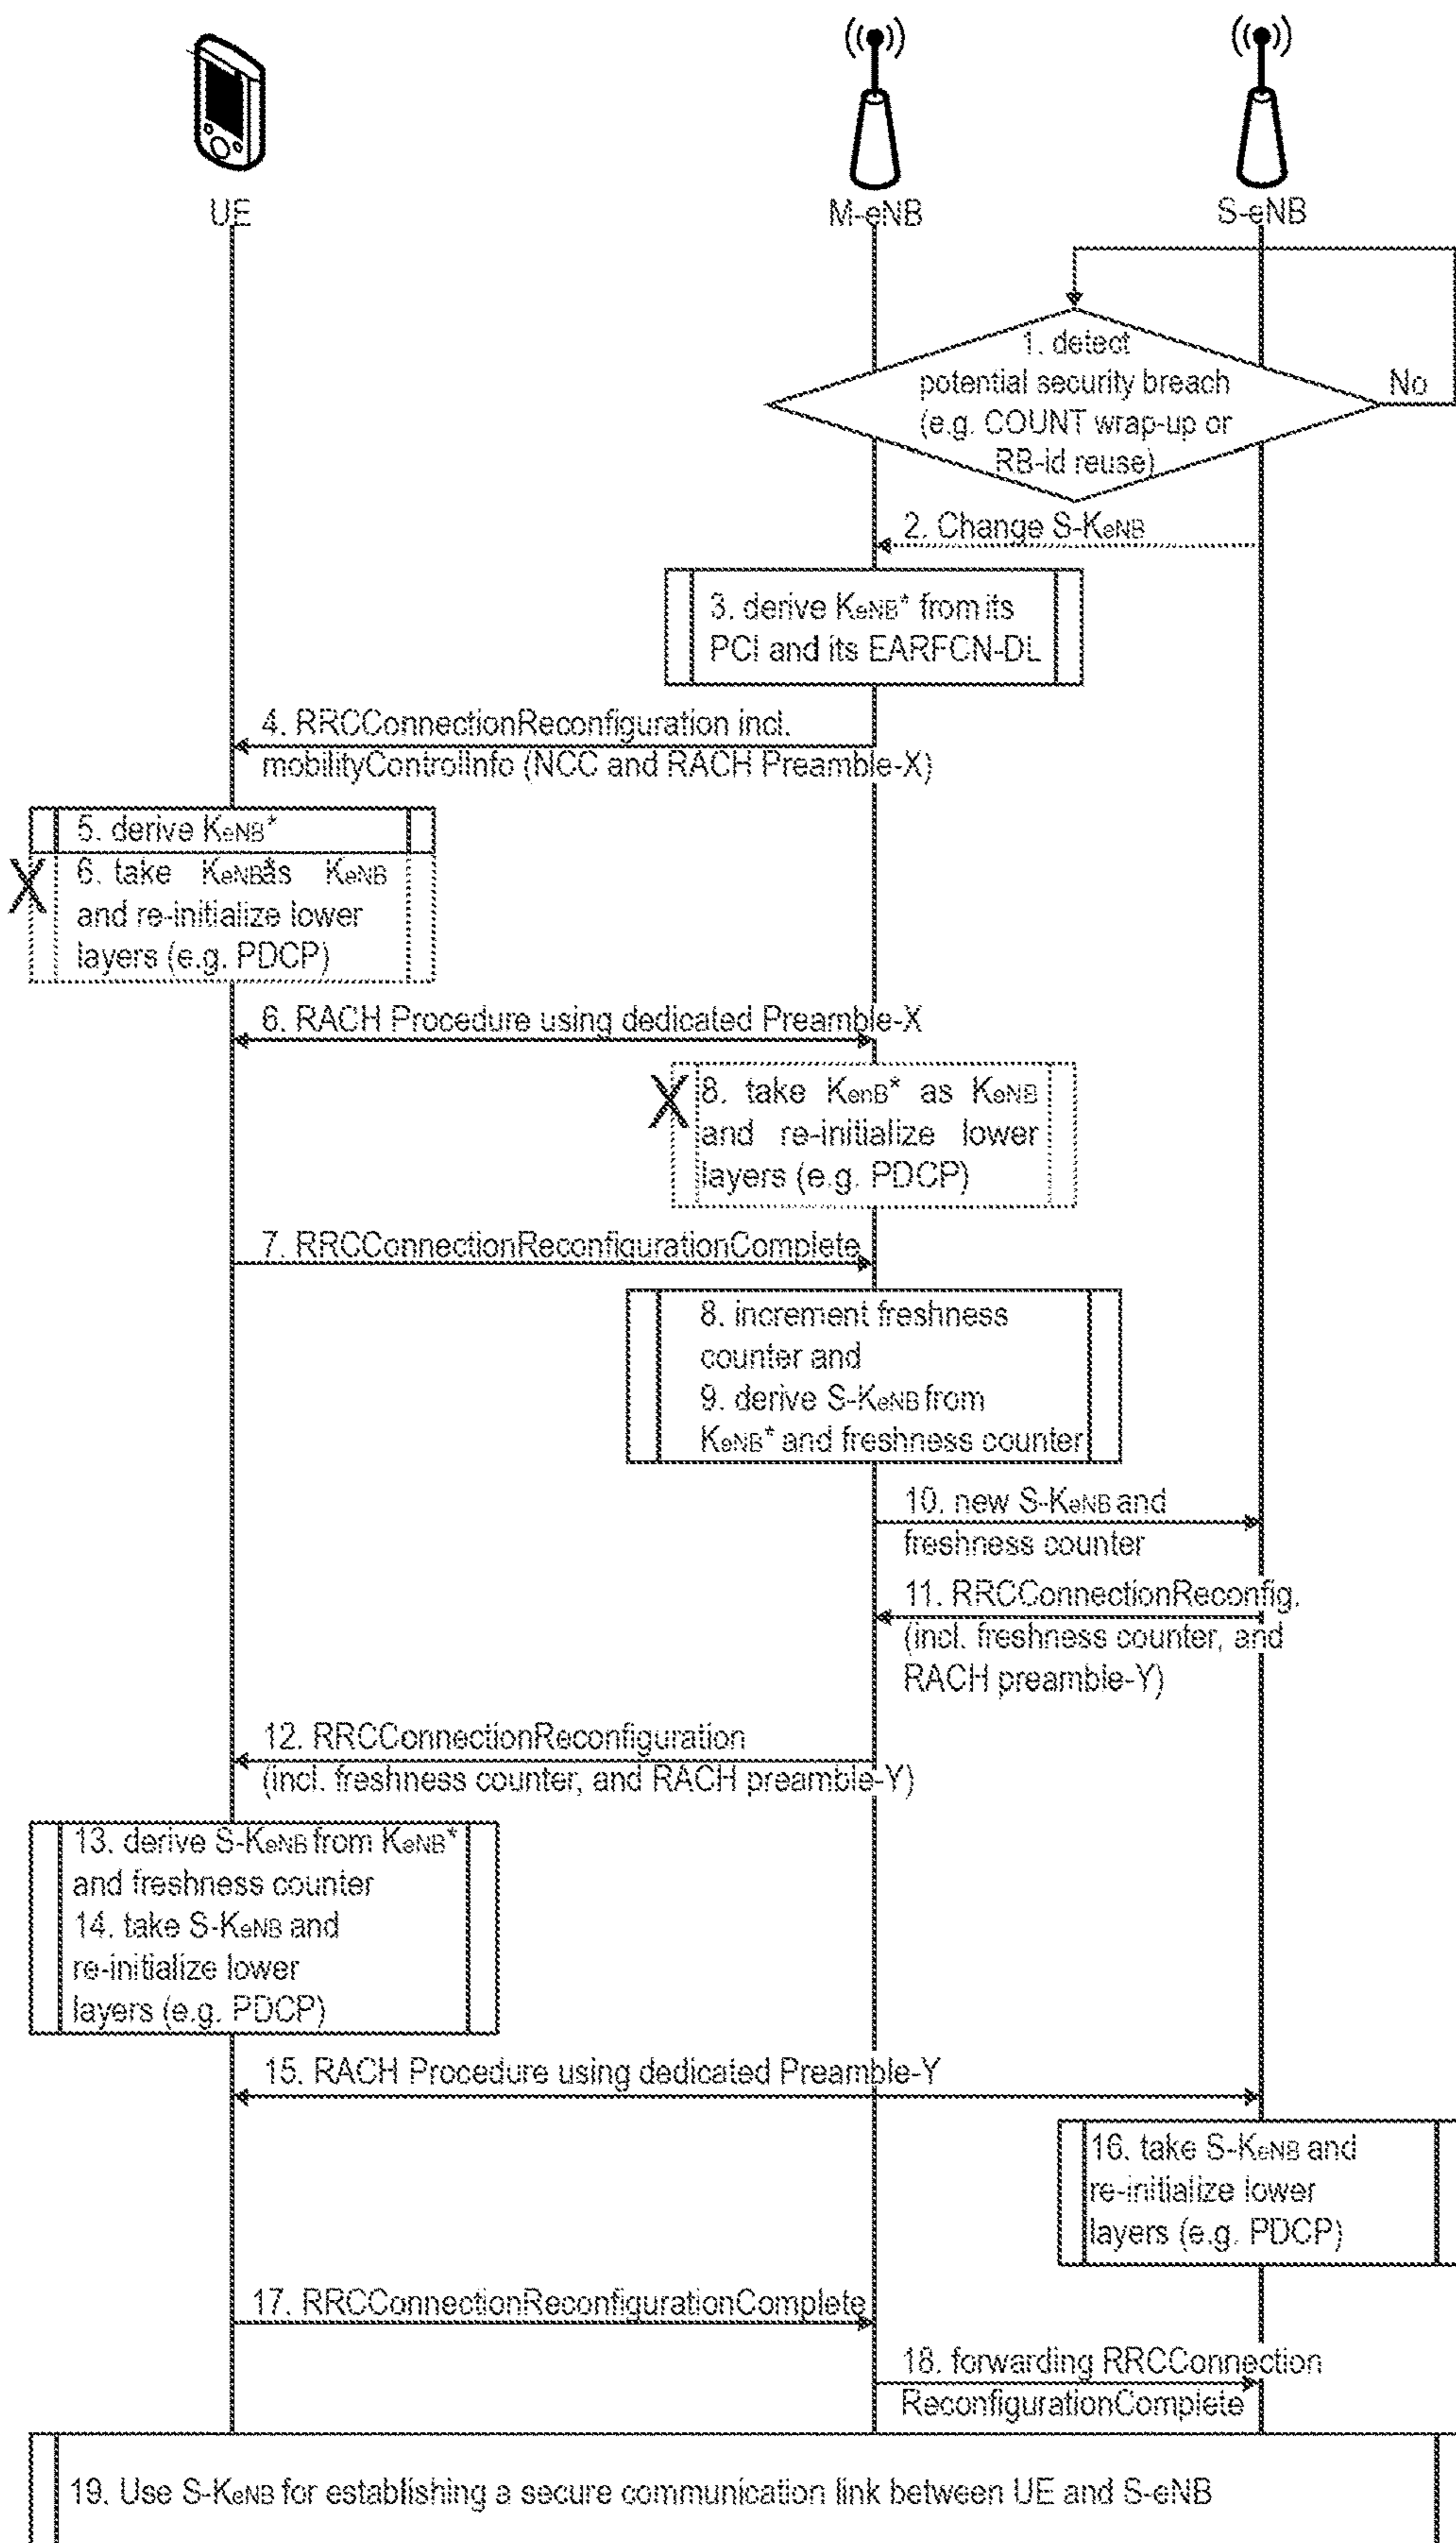 UE
M-eNB
S-eNB
1. detect
potential security breach
(e.g. COUNT wrap-up or
RB-id reuse)
No
2. Change S-KeNB
3. derive KeNB* from its
PCI and its EARFCN-DL
4. RRCConnectionReconfiguration incl.
mobilityControlInfo (NCC and RACH Preamble-X)
5. derive KeNB*
X
6. take KeNB*as KeNB
and re-initialize lower
layers (e.g. PDCP)
6. RACH Procedure using dedicated Preamble-X
X
8. take KenB* as KeNB
and re-initialize lower
layers (e.g. PDCP)
7. RRCConnectionReconfigurationComplete
8. increment freshness
counter and
9. derive S-KeNB from
KeNB* and freshness counter
10. new S-KeNB and
freshness counter
11. RRCConnectionReconfig.
(incl. freshness counter, and
RACH preamble-Y)
12. RRCConnectionReconfiguration
(incl. freshness counter, and RACH preamble-Y)
13. derive S-KeNB from KeNB*
and freshness counter
14. take S-KeNB and
re-initialize lower
layers (e.g. PDCP)
15. RACH Procedure using dedicated Preamble-Y
16. take S-KeNB and
re-initialize lower
layers (e.g. PDCP)
17. RRCConnectionReconfigurationComplete
18. forwarding RRCConnection
ReconfigurationComplete
19. Use S-KeNB for establishing a secure communication link between UE and S-eNB